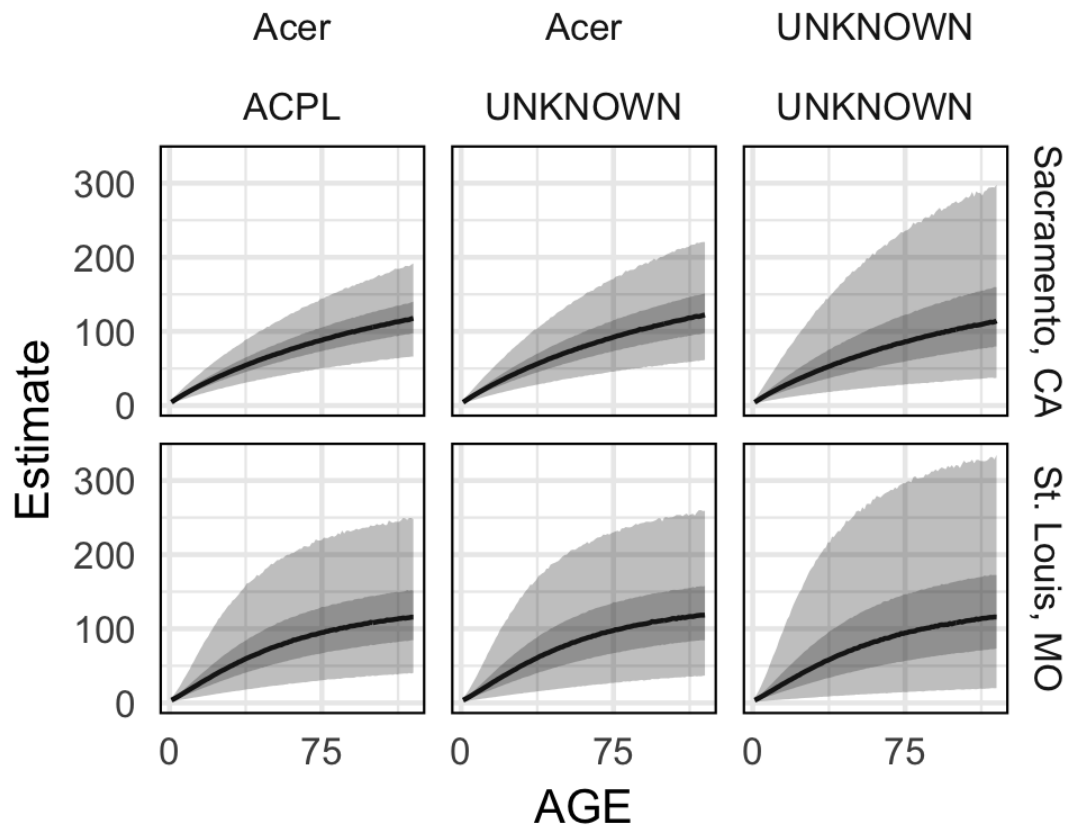 Acer Acer UNKNOWN
ACPL UNKNOWN UNKNOWN
Estimate
300
200
100
0
Sacramento, CA
300
200
100
0
St. Louis, MO
0 75 0 75 0 75
AGE